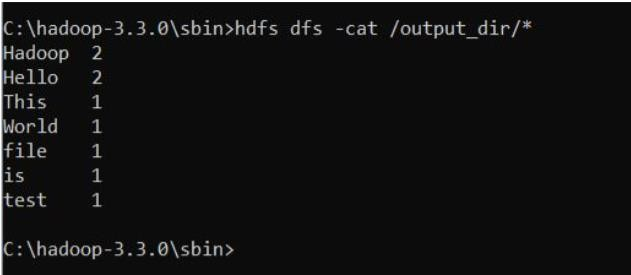 C:\hadoop-3.3.0\sbin>hdfs dfs -cat /output_dir/*
Hadoop  2
Hello   2
This    1
World   1
file    1
is      1
test    1
C:\hadoop-3.3.0\sbin>